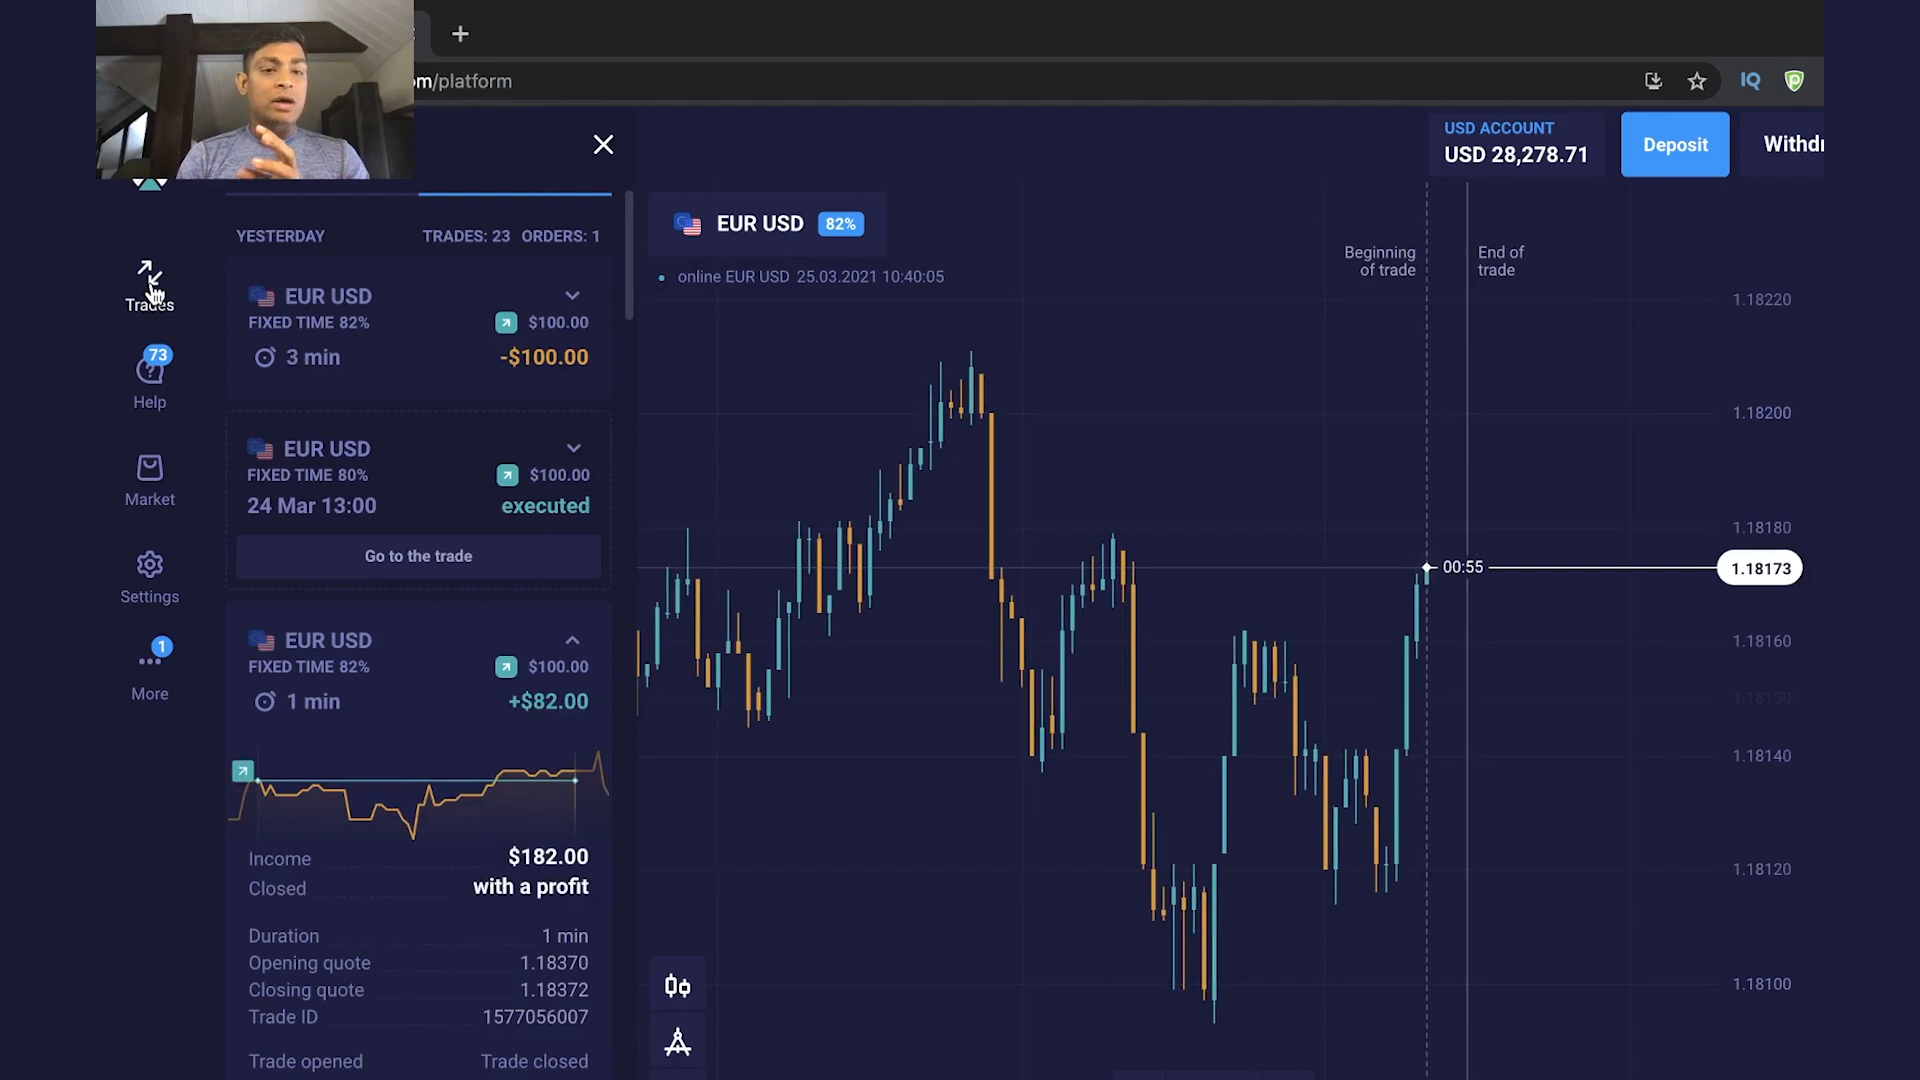 +
om/platform
IQ
USD ACCOUNT
USD 28,278.71
Deposit
Withdr
YESTERDAY
TRADES: 23 ORDERS: 1
EUR USD
FIXED TIME 82%
$100.00
3 min
-$100.00
EUR USD
FIXED TIME 80%
$100.00
24 Mar 13:00
executed
Go to the trade
EUR USD
FIXED TIME 82%
$100.00
1 min
+$82.00
Income
$182.00
Closed
with a profit
Duration
1 min
Opening quote
1.18370
Closing quote
1.18372
Trade ID
1577056007
Trade opened
Trade closed
Trades
73
Help
Market
Settings
1
More
EUR USD
82%
online EUR USD 25.03.2021 10:40:05
Beginning
of trade
End of
trade
00:55
1.18220
1.18200
1.18180
1.18173
1.18160
1.18150
1.18140
1.18120
1.18100